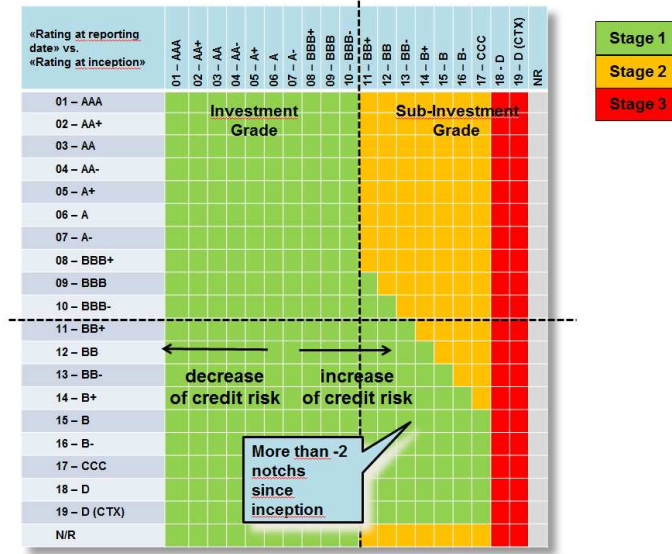 «Rating at reporting
date» vs.
«Rating at inception»
01 – AAA
02 – AA+
03 – AA
04 – AA-
05 – A+
06 – A
07 – A-
08 – BBB+
09 – BBB
10 – BBB-
11 – BB+
12 – BB
13 – BB-
14 – B+
15 – B
16 – B-
17 – CCC
18 - D
19 – D (CTX)
NR
Stage 1
Stage 2
Stage 3
01 – AAA
02 – AA+
03 – AA
04 – AA-
05 – A+
06 – A
07 – A-
08 – BBB+
09 – BBB
10 – BBB-
11 – BB+
12 – BB
13 – BB-
14 – B+
15 – B
16 – B-
17 – CCC
18 – D
19 – D (CTX)
N/R
Investment
Grade
Sub-Investment
Grade
decrease
of credit risk
increase
of credit risk
More than -2
notchs
since
inception